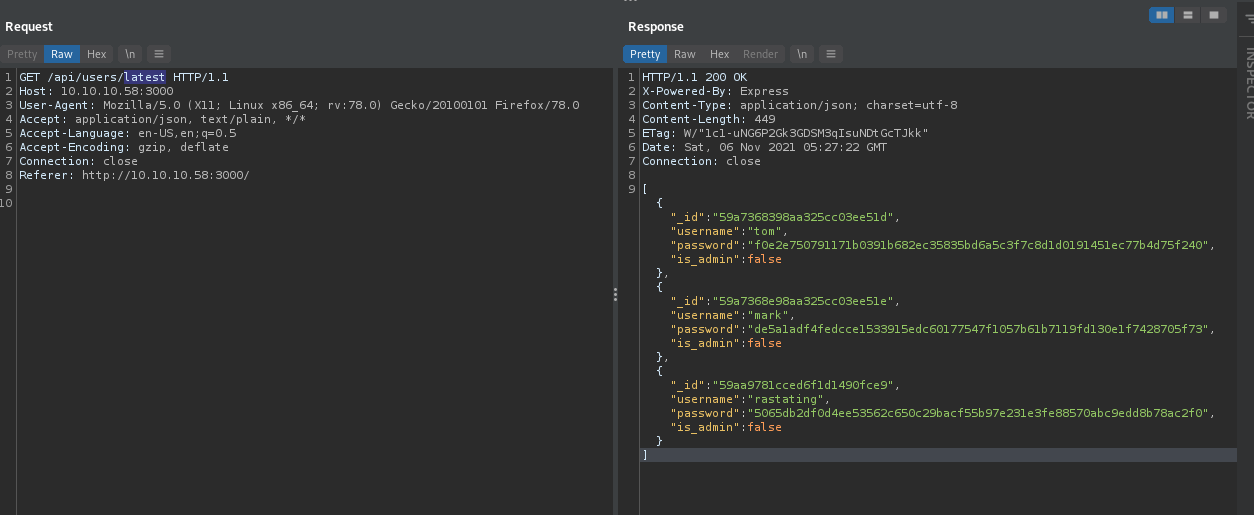 Request
Response
Pretty Raw Hex \n
Pretty Raw Hex Render \n
INSPECTOR
1 GET /api/users/latest HTTP/1.1
2 Host: 10.10.10.58:3000
3 User-Agent: Mozilla/5.0 (X11; Linux x86_64; rv:78.0) Gecko/20100101 Firefox/78.0
4 Accept: application/json, text/plain, */*
5 Accept-Language: en-US,en;q=0.5
6 Accept-Encoding: gzip, deflate
7 Connection: close
8 Referer: http://10.10.10.58:3000/
9
10
1 HTTP/1.1 200 OK
2 X-Powered-By: Express
3 Content-Type: application/json; charset=utf-8
4 Content-Length: 449
5 ETag: W/"1c1-uNG6P2Gk3GDSM3qIsuNDtGcTJkk"
6 Date: Sat, 06 Nov 2021 05:27:22 GMT
7 Connection: close
8
9 [
{
"_id":"59a7368398aa325cc03ee51d",
"username":"tom",
"password":"f0e2e750791171b0391b682ec35835bd6a5c3f7c8d1d0191451ec77b4d75f240",
"is_admin":false
},
{
"_id":"59a7368e98aa325cc03ee51e",
"username":"mark",
"password":"de5a1adf4fedcce1533915edc60177547f1057b61b7119fd130e1f7428705f73",
"is_admin":false
},
{
"_id":"59aa9781cced6f1d1490fce9",
"username":"rastating",
"password":"5065db2df0d4ee53562c650c29bacf55b97e231e3fe88570abc9edd8b78ac2f0",
"is_admin":false
}
]